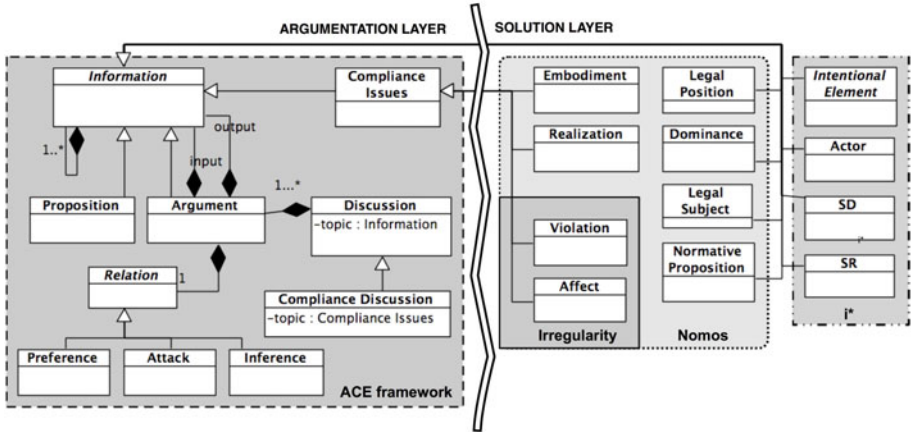 ARGUMENTATION LAYER
SOLUTION LAYER
Information
Compliance
Issues
output
1..*
input
1...*
Proposition
Argument
Discussion
-topic : Information
Relation
1
Compliance Discussion
-topic : Compliance Issues
Preference
Attack
Inference
ACE framework
Embodiment
Realization
Violation
Affect
Irregularity
Legal
Position
Dominance
Legal
Subject
Normative
Proposition
Nomos
Intentional
Element
Actor
SD
i*
SR
i*